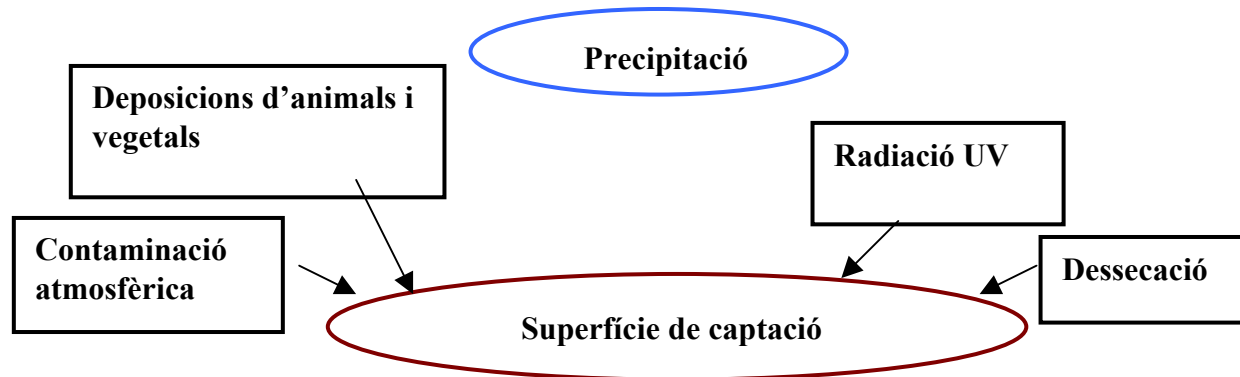 Precipitació
Deposicions d’animals i
vegetals
Radiació UV
Contaminació
atmosfèrica
Dessecació
Superfície de captació